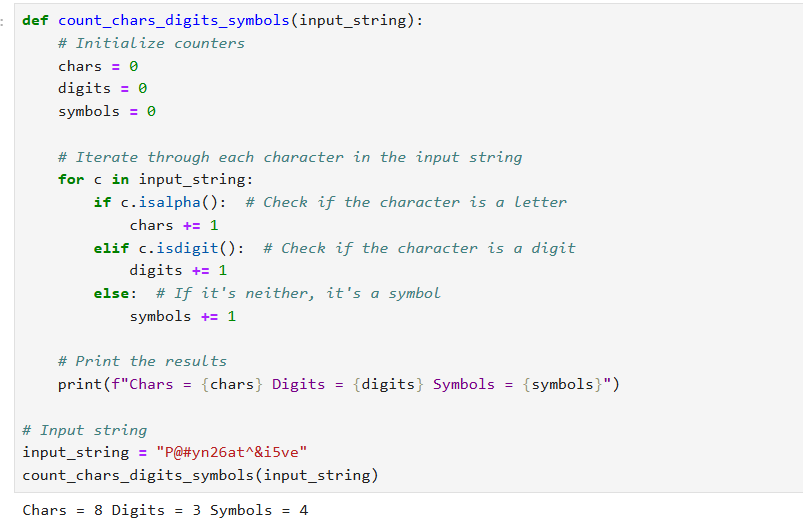 :
def count_chars_digits_symbols(input_string):
    # Initialize counters
    chars = 0
    digits = 0
    symbols = 0

    # Iterate through each character in the input string
    for c in input_string:
        if c.isalpha():  # Check if the character is a letter
            chars += 1
        elif c.isdigit():  # Check if the character is a digit
            digits += 1
        else:  # If it's neither, it's a symbol
            symbols += 1

    # Print the results
    print(f"Chars = {chars} Digits = {digits} Symbols = {symbols}")

# Input string
input_string = "P@#yn26at^&i5ve"
count_chars_digits_symbols(input_string)
Chars = 8 Digits = 3 Symbols = 4